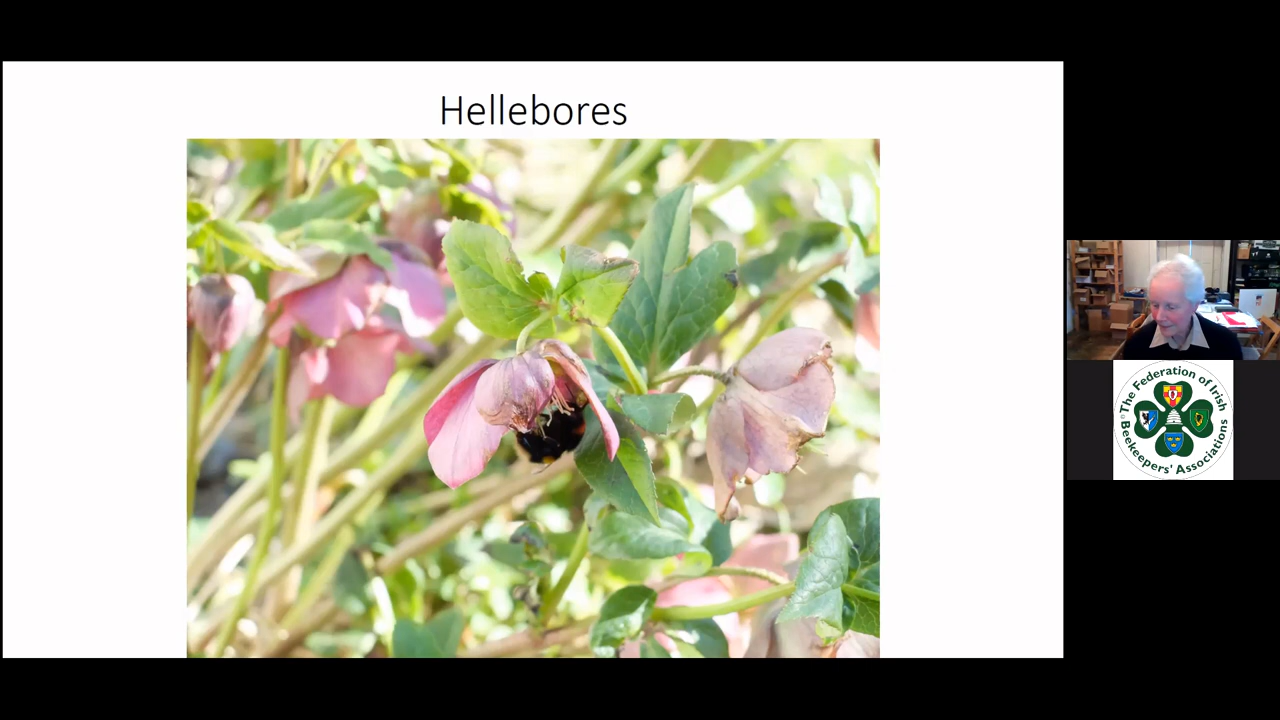 Hellebores
The Federation of Irish
Beekeepers' Associations